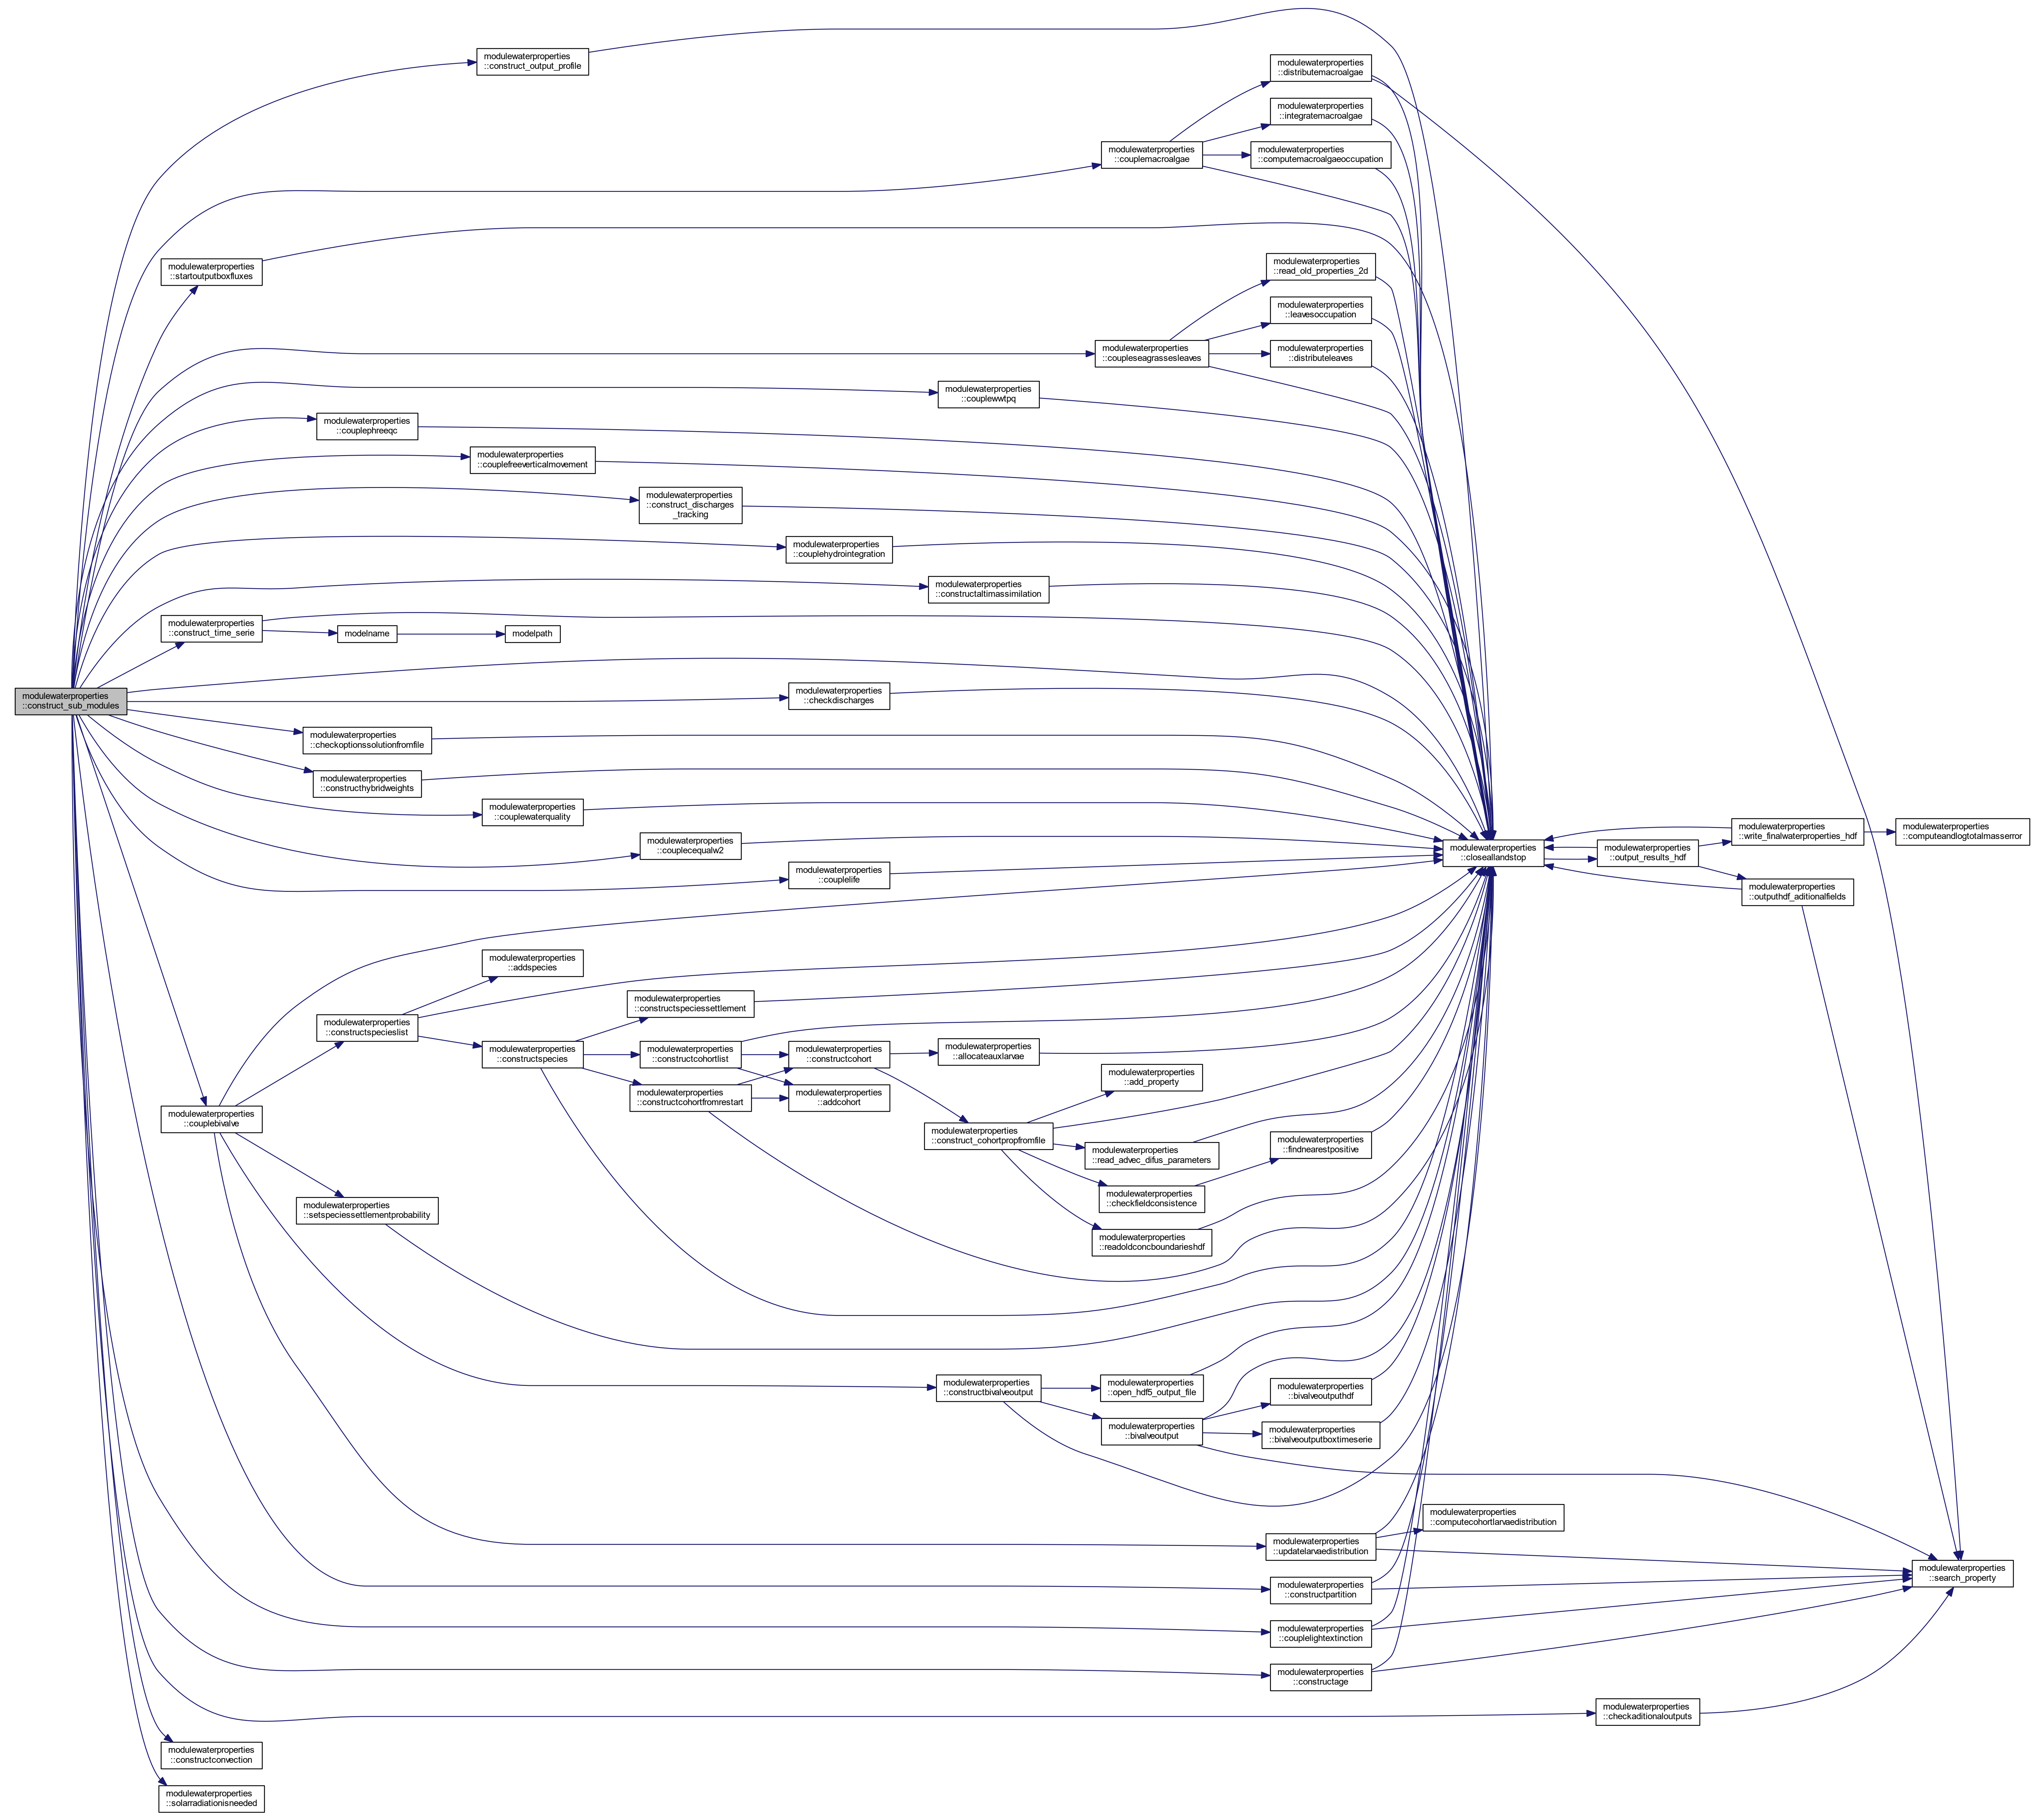 modulewaterproperties
::construct_output_profile
modulewaterproperties
::distributemacroalgae
modulewaterproperties
::integratemacroalgae
modulewaterproperties
::couplemacroalgae
modulewaterproperties
::computemacroalgaeoccupation
modulewaterproperties
::startoutputboxfluxes
modulewaterproperties
::read_old_properties_2d
modulewaterproperties
::leavesoccupation
modulewaterproperties
::coupleseagrassesleaves
modulewaterproperties
::distributeleaves
modulewaterproperties
::couplewwtpq
modulewaterproperties
::couplephreeqc
modulewaterproperties
::couplefreeverticalmovement
modulewaterproperties
::construct_discharges
_tracking
modulewaterproperties
::couplehydrointegration
modulewaterproperties
::constructaltimassimilation
modulewaterproperties
::construct_time_serie
modelname
modelpath
modulewaterproperties
::construct_sub_modules
modulewaterproperties
::checkdischarges
modulewaterproperties
::checkoptionssolutionfromfile
modulewaterproperties
::constructhybridweights
modulewaterproperties
::couplewaterquality
modulewaterproperties
::couplecequalw2
modulewaterproperties
::couplelife
modulewaterproperties
::closeallandstop
modulewaterproperties
::output_results_hdf
modulewaterproperties
::write_finalwaterproperties_hdf
modulewaterproperties
::computeandlogtotalmasserror
modulewaterproperties
::outputhdf_aditionalfields
modulewaterproperties
::addspecies
modulewaterproperties
::constructspeciessettlement
modulewaterproperties
::constructspecieslist
modulewaterproperties
::constructspecies
modulewaterproperties
::constructcohortlist
modulewaterproperties
::constructcohort
modulewaterproperties
::allocateauxlarvae
modulewaterproperties
::constructcohortfromrestart
modulewaterproperties
::addcohort
modulewaterproperties
::add_property
modulewaterproperties
::couplebivalve
modulewaterproperties
::construct_cohortpropfromfile
modulewaterproperties
::read_advec_difus_parameters
modulewaterproperties
::findnearestpositive
modulewaterproperties
::checkfieldconsistence
modulewaterproperties
::setspeciessettlementprobability
modulewaterproperties
::readoldconcboundarieshdf
modulewaterproperties
::constructbivalveoutput
modulewaterproperties
::open_hdf5_output_file
modulewaterproperties
::bivalveoutputhdf
modulewaterproperties
::bivalveoutput
modulewaterproperties
::bivalveoutputboxtimeserie
modulewaterproperties
::computecohortlarvaedistribution
modulewaterproperties
::updatelarvaedistribution
modulewaterproperties
::search_property
modulewaterproperties
::constructpartition
modulewaterproperties
::couplelightextinction
modulewaterproperties
::constructage
modulewaterproperties
::checkaditionaloutputs
modulewaterproperties
::constructconvection
modulewaterproperties
::solarradiationisneeded